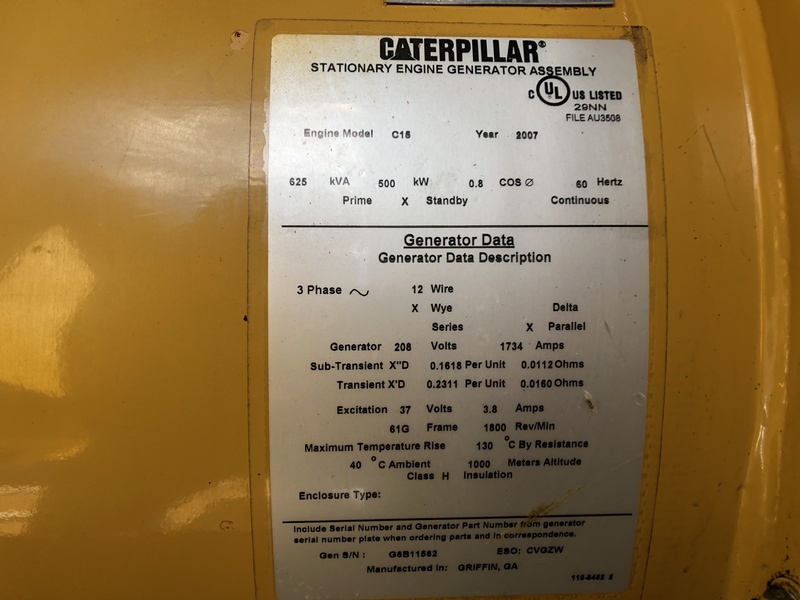 CATERPILLAR®
STATIONARY ENGINE GENERATOR ASSEMBLY
C UL US LISTED
29NN
FILE AU3508
Engine Model C15 Year 2007
625 kVA 500 kW 0.8 COS Ø 60 Hertz
Prime X Standby Continuous
Generator Data
Generator Data Description
3 Phase ~ 12 Wire
X Wye Delta
Series X Parallel
Generator 208 Volts 1734 Amps
Sub-Transient X"D 0.1618 Per Unit 0.0112 Ohms
Transient X'D 0.2311 Per Unit 0.0160 Ohms
Excitation 37 Volts 3.8 Amps
61G Frame 1800 Rev/Min
Maximum Temperature Rise 130 °C By Resistance
40 °C Ambient 1000 Meters Altitude
Class H Insulation
Enclosure Type:
Include Serial Number and Generator Part Number from generator
serial number plate when ordering parts and in correspondence.
Gen S/N : G6B11562 ESO: CVGZW
Manufactured in: GRIFFIN, GA